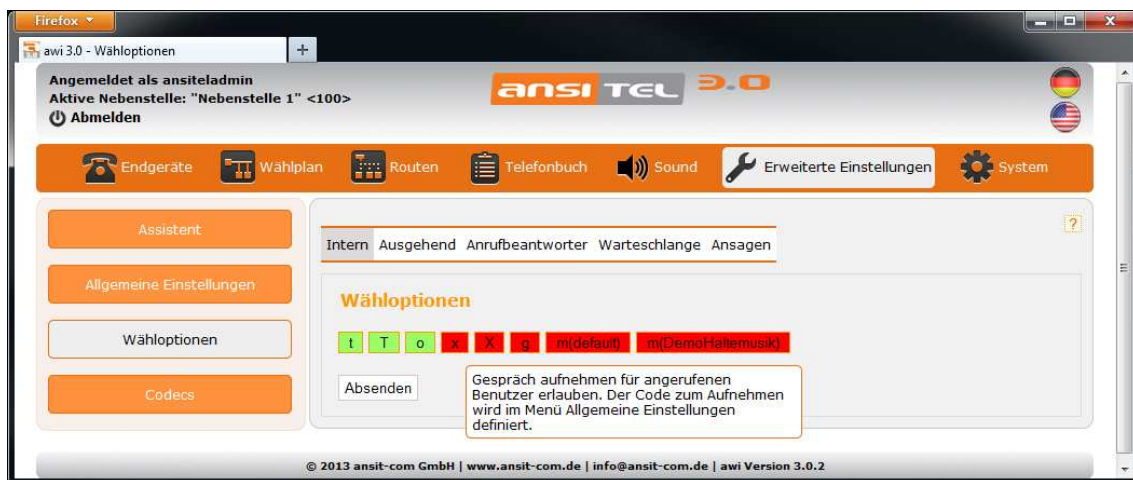 Firefox
awi 3.0 - Wähloptionen
Angemeldet als ansiteladmin
Aktive Nebenstelle: "Nebenstelle 1" <100>
Abmelden
ansi TEL 3.0
Endgeräte Wählplan Routen Telefonbuch Sound Erweiterte Einstellungen System
Assistent
Allgemeine Einstellungen
Wähloptionen
Codecs
Intern Ausgehend Anrufbeantworter Warteschlange Ansagen
?
Wähloptionen
t T o x X g m(default) m(DemoHaltemusik)
Absenden
Gespräch aufnehmen für angerufenen
Benutzer erlauben. Der Code zum Aufnehmen
wird im Menü Allgemeine Einstellungen
definiert.
© 2013 ansit-com GmbH | www.ansit-com.de | info@ansit-com.de | awi Version 3.0.2